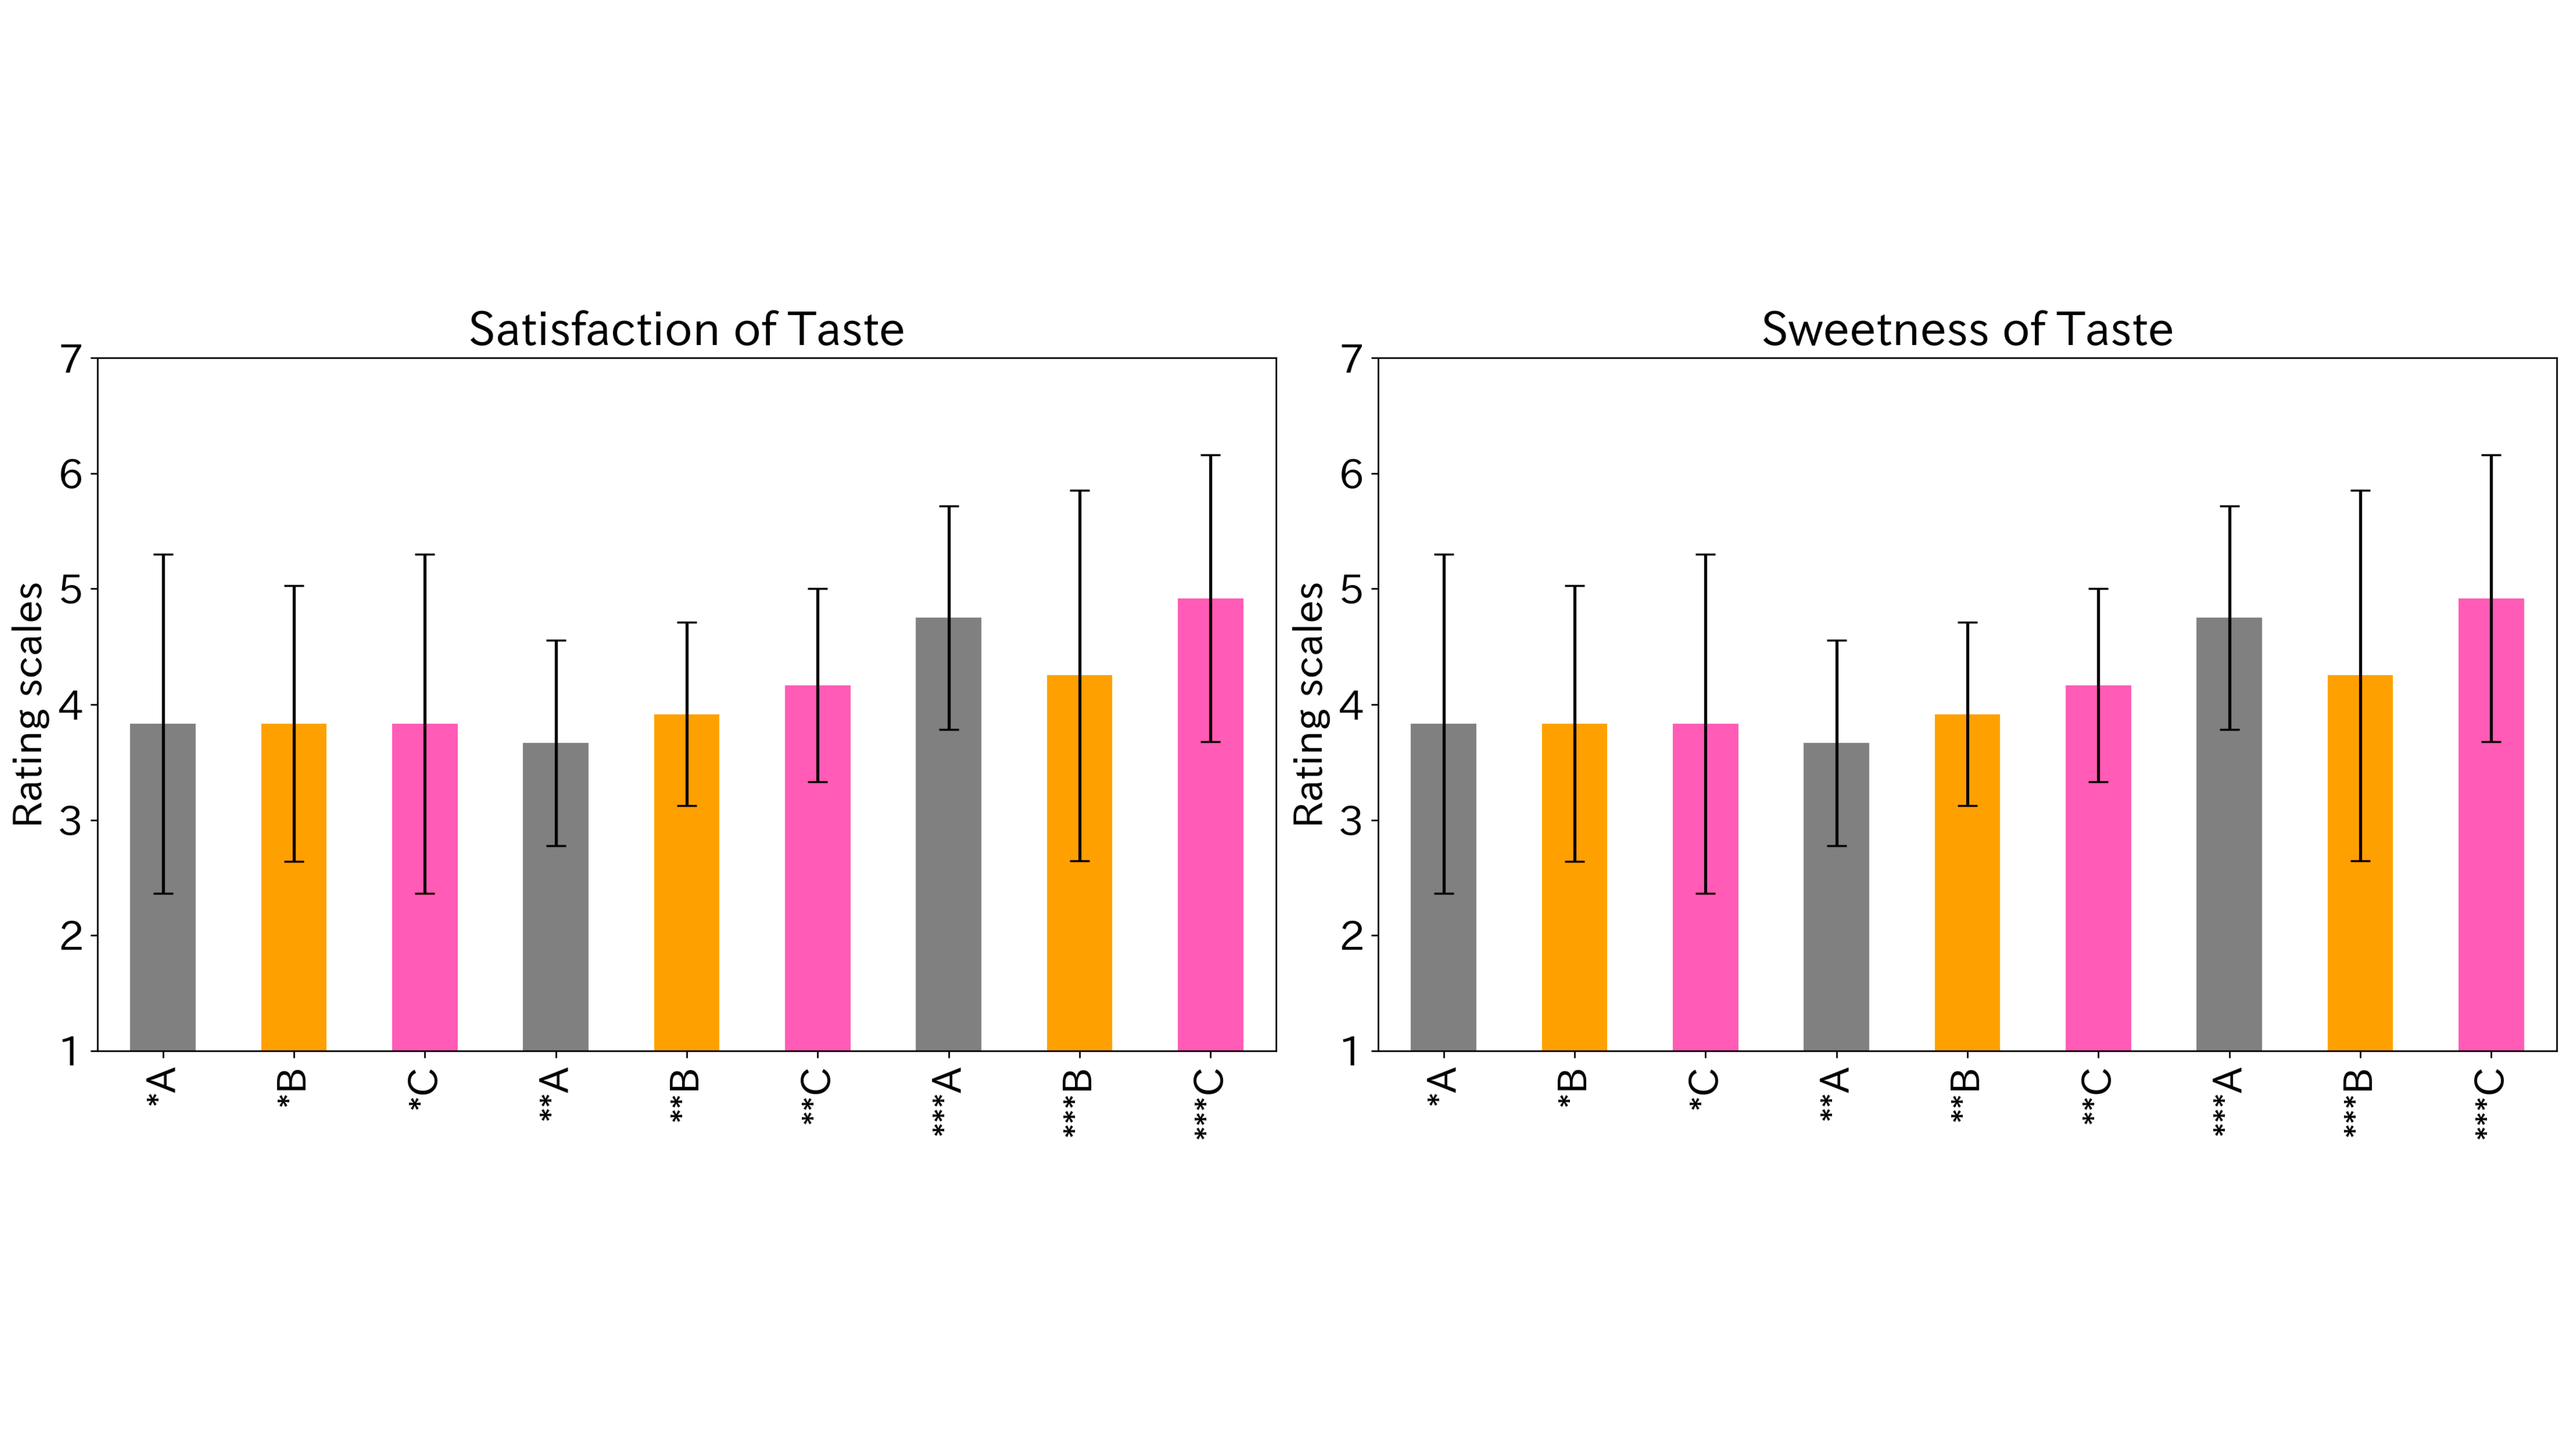 Satisfaction of Taste
Rating scales
7
6
5
4
3
2
1
*A
*B
*C
**A
**B
**C
***A
***B
***C
Sweetness of Taste
Rating scales
7
6
5
4
3
2
1
*A
*B
*C
**A
**B
**C
***A
***B
***C